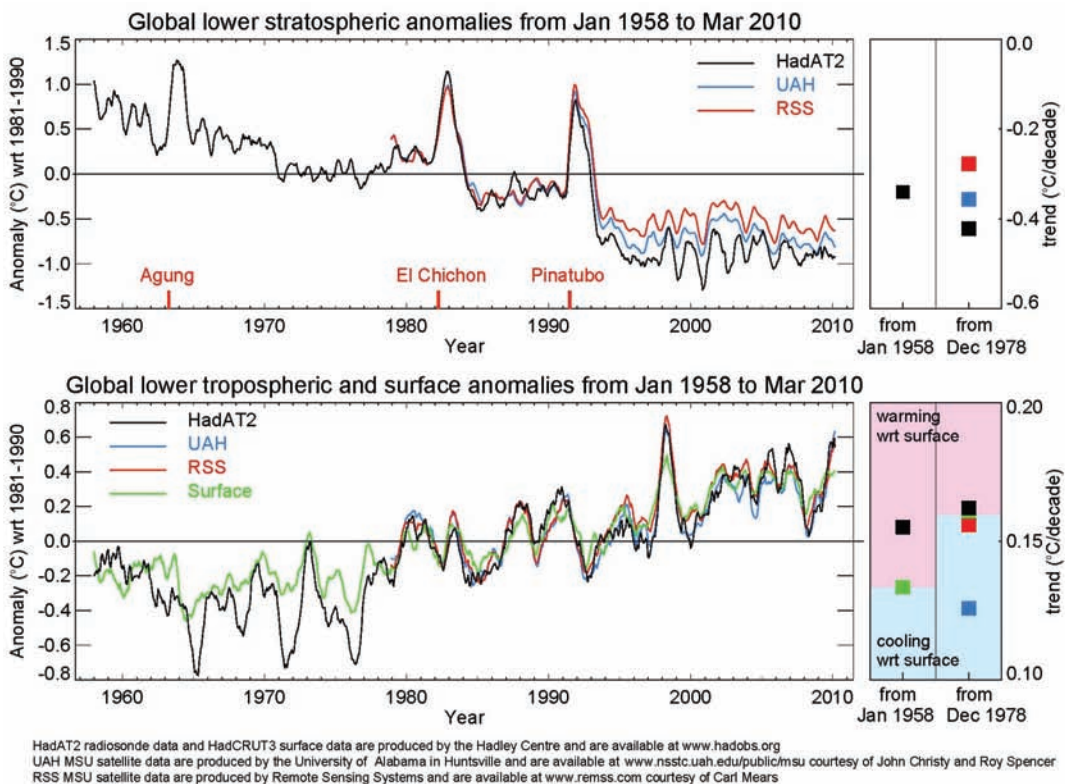 Global lower stratospheric anomalies from Jan 1958 to Mar 2010
Anomaly (°C) wrt 1981-1990
1.5
1.0
0.5
0.0
-0.5
-1.0
-1.5
HadAT2
UAH
RSS
Agung
El Chichon
Pinatubo
1960 1970 1980 1990 2000 2010
Year
0.0
-0.2
-0.4
-0.6
trend (°C/decade)
from
Jan 1958
from
Dec 1978
Global lower tropospheric and surface anomalies from Jan 1958 to Mar 2010
Anomaly (°C) wrt 1981-1990
0.8
0.6
0.4
0.2
0.0
-0.2
-0.4
-0.6
-0.8
HadAT2
UAH
RSS
Surface
1960 1970 1980 1990 2000 2010
Year
warming
wrt surface
cooling
wrt surface
0.20
0.15
0.10
trend (°C/decade)
from
Jan 1958
from
Dec 1978
HadAT2 radiosonde data and HadCRUT3 surface data are produced by the Hadley Centre and are available at www.hadobs.org
UAH MSU satellite data are produced by the University of Alabama in Huntsville and are available at www.nsstc.uah.edu/public/msu courtesy of John Christy and Roy Spencer
RSS MSU satellite data are produced by Remote Sensing Systems and are available at www.remss.com courtesy of Carl Mears